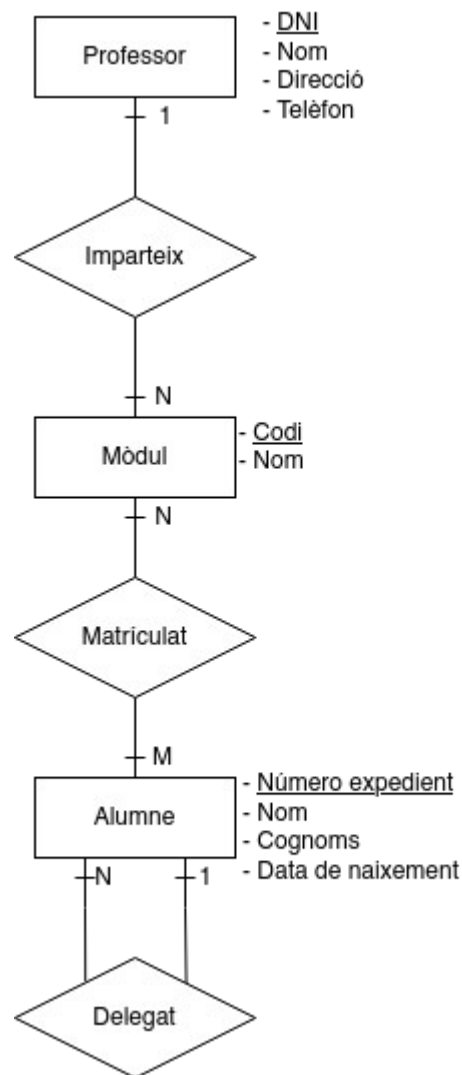 Professor
- DNI
- Nom
- Direcció
- Telèfon
1
Imparteix
N
Mòdul
- Codi
- Nom
N
Matriculat
M
Alumne
- Número expedient
- Nom
- Cognoms
- Data de naixement
N
1
Delegat